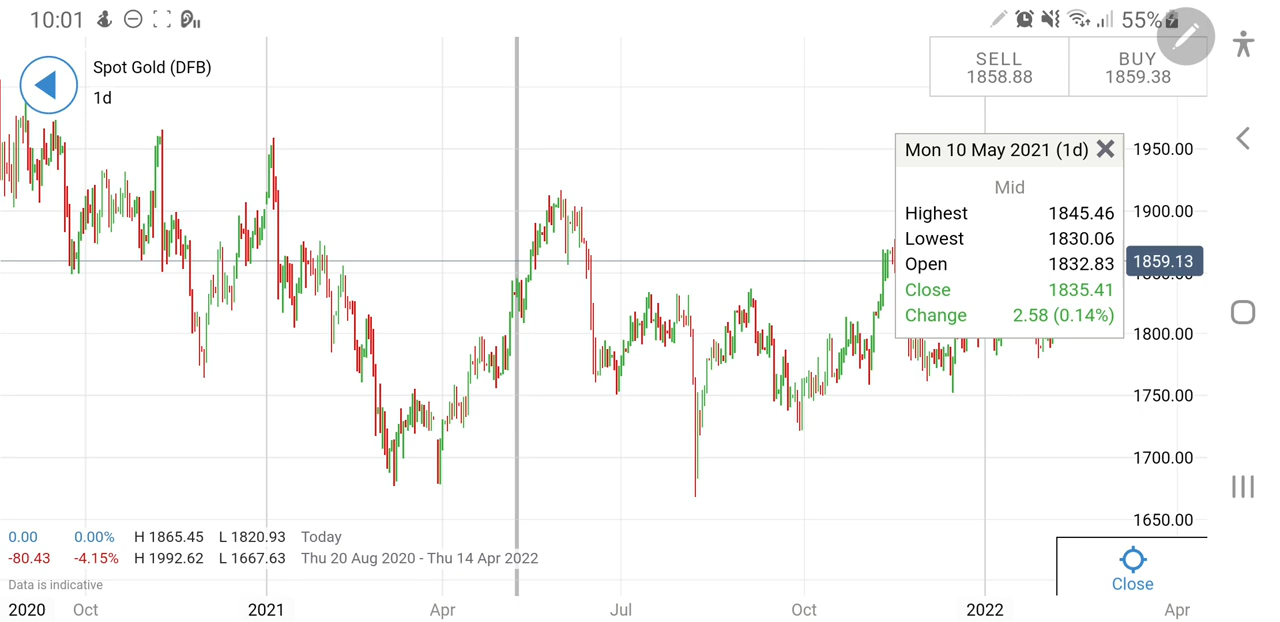 10:01
55%
Spot Gold (DFB)
1d
SELL
1858.88
BUY
1859.38
Mon 10 May 2021 (1d)
Mid
Highest 1845.46
Lowest 1830.06
Open 1832.83
Close 1835.41
Change 2.58 (0.14%)
1950.00
1900.00
1859.13
1850.00
1800.00
1750.00
1700.00
1650.00
0.00 0.00% H 1865.45 L 1820.93 Today
-80.43 -4.15% H 1992.62 L 1667.63 Thu 20 Aug 2020 - Thu 14 Apr 2022
Data is indicative
Close
2020 Oct 2021 Apr Jul Oct 2022 Apr